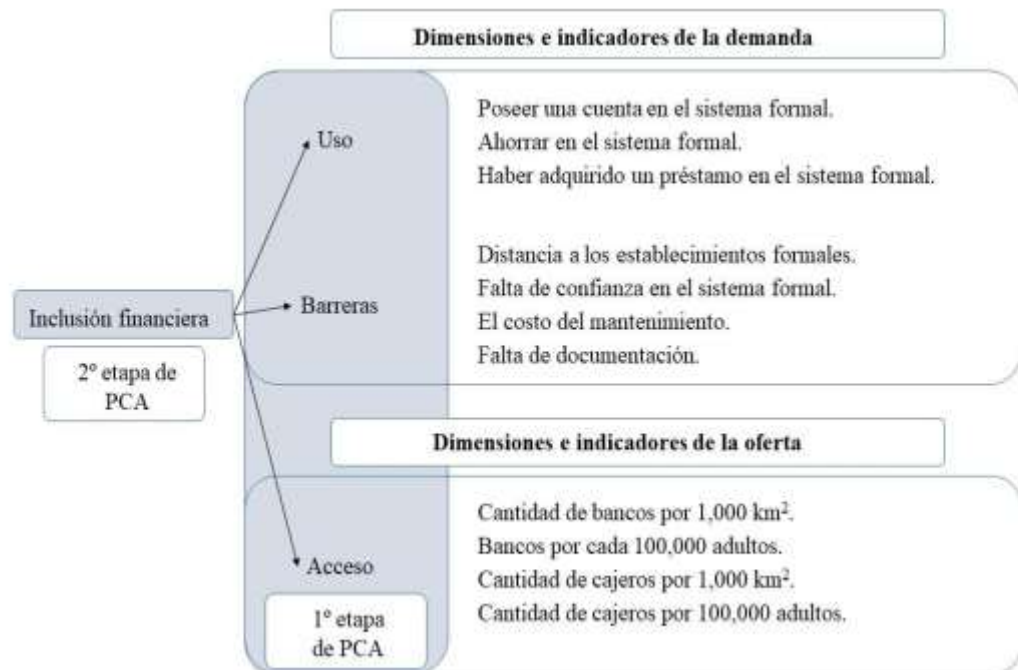 Dimensiones e indicadores de la demanda
Uso
Poseer una cuenta en el sistema formal.
Ahorrar en el sistema formal.
Haber adquirido un préstamo en el sistema formal.
Barreras
Distancia a los establecimientos formales.
Falta de confianza en el sistema formal.
El costo del mantenimiento.
Falta de documentación.
Inclusión financiera
2º etapa de
PCA
Dimensiones e indicadores de la oferta
Acceso
Cantidad de bancos por 1,000 km².
Bancos por cada 100,000 adultos.
Cantidad de cajeros por 1,000 km².
Cantidad de cajeros por 100,000 adultos.
1º etapa
de PCA